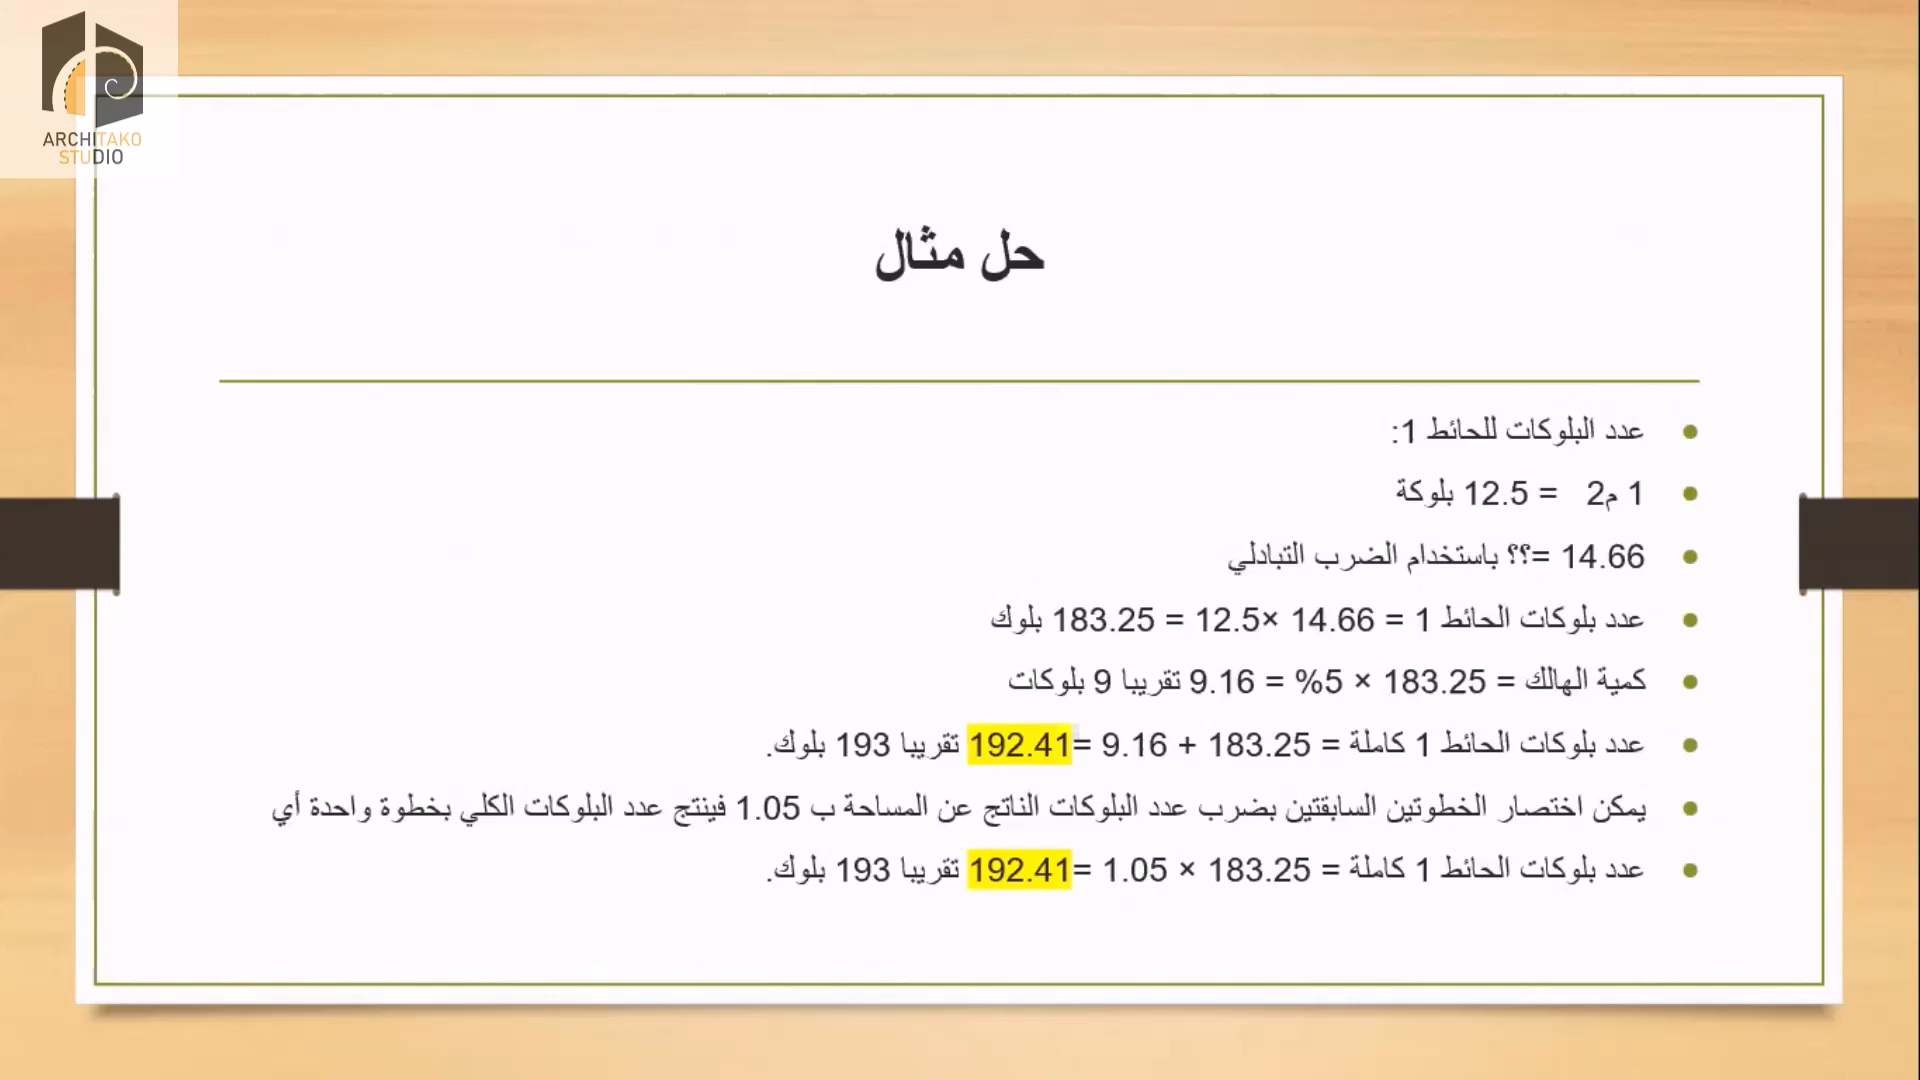 ARCHITAKO
STUDIO
حل مثال
عدد البلوكات للحائط 1:
1 م2 = 12.5 بلوكة
14.66 =؟؟ باستخدام الضرب التبادلي
عدد بلوكات الحائط 1 = 14.66 ×12.5 = 183.25 بلوك
كمية الهالك = 183.25 × 5% = 9.16 تقريبا 9 بلوكات
عدد بلوكات الحائط 1 كاملة = 183.25 + 9.16 =192.41 تقريبا 193 بلوك.
يمكن اختصار الخطوتين السابقتين بضرب عدد البلوكات الناتج عن المساحة ب 1.05 فينتج عدد البلوكات الكلي بخطوة واحدة أي
عدد بلوكات الحائط 1 كاملة = 183.25 × 1.05 =192.41 تقريبا 193 بلوك.